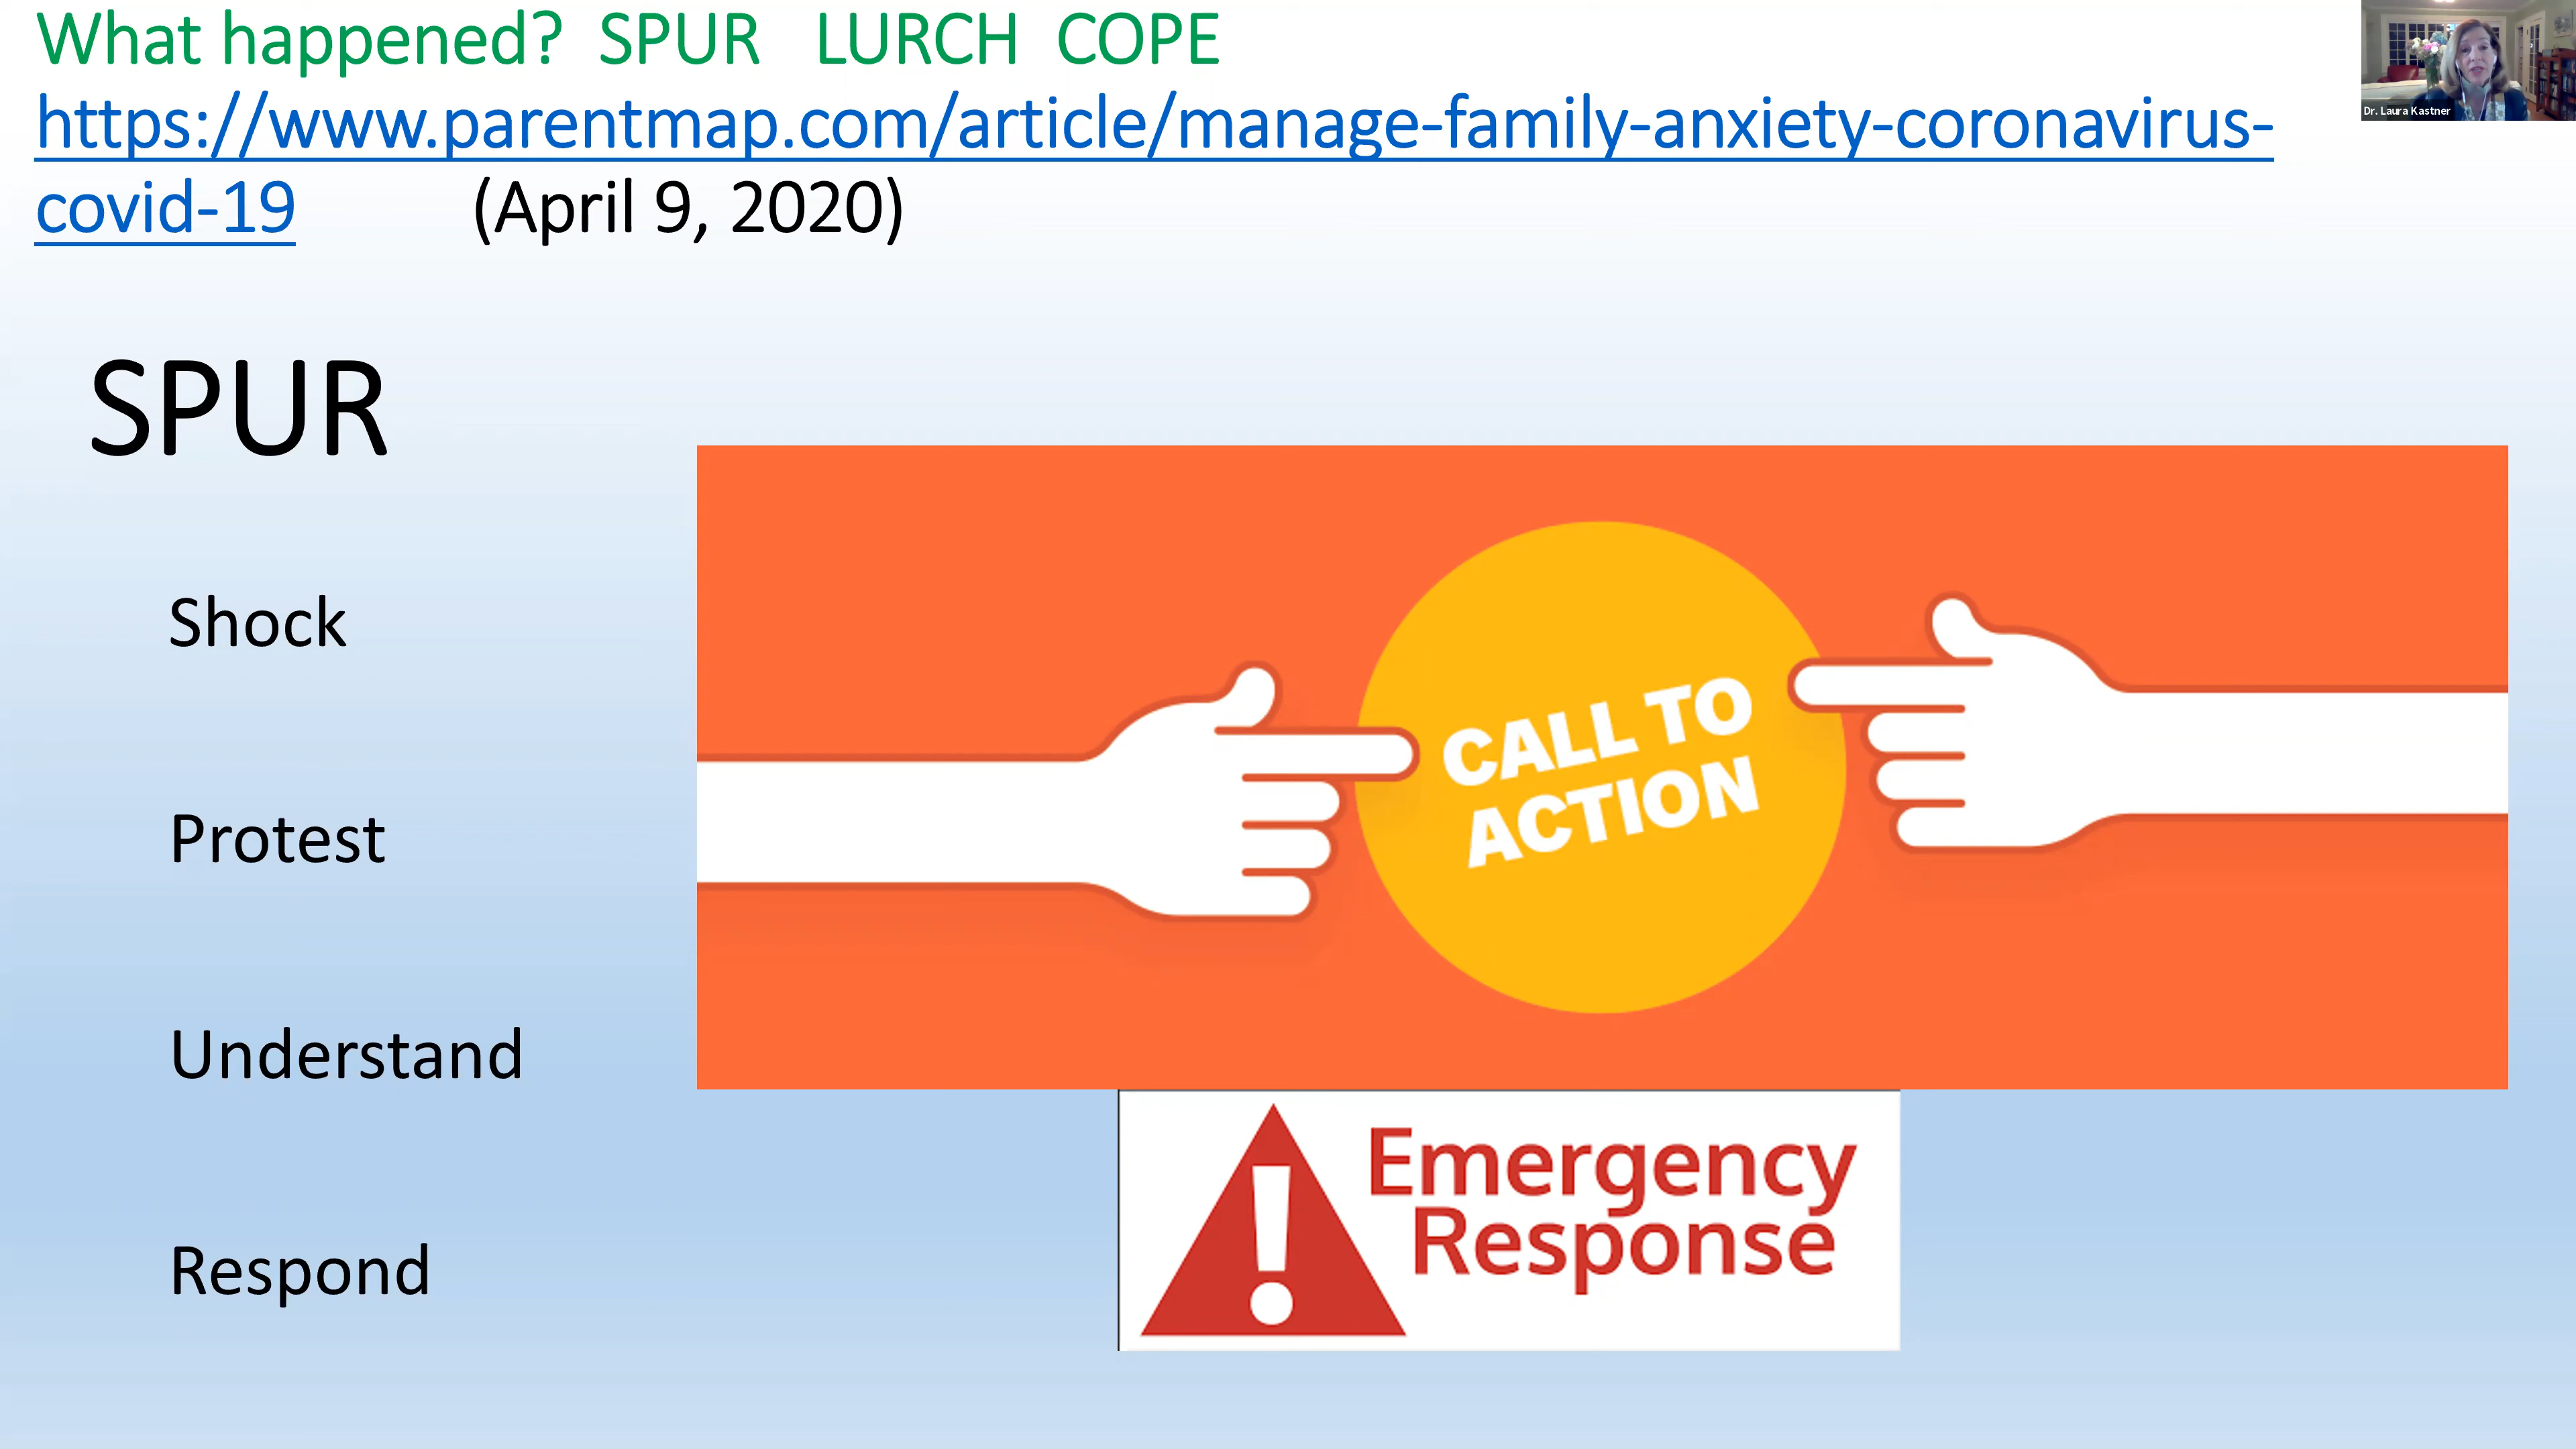 What happened? SPUR LURCH COPE
https://www.parentmap.com/article/manage-family-anxiety-coronavirus-
covid-19 (April 9, 2020)
Dr. Laura Kastner
SPUR
Shock
Protest
Understand
Respond
CALL TO
ACTION
Emergency
Response